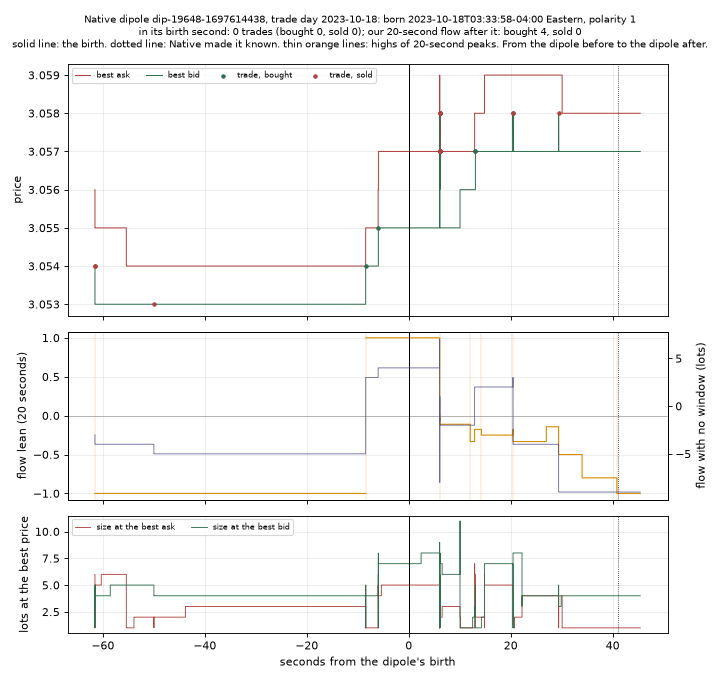 Native dipole dip-19648-1697614438, trade day 2023-10-18: born 2023-10-18T03:33:58-04:00 Eastern, polarity 1
in its birth second: 0 trades (bought 0, sold 0); our 20-second flow after it: bought 4, sold 0
solid line: the birth. dotted line: Native made it known. thin orange lines: highs of 20-second peaks. From the dipole before to the dipole after.
best ask
best bid
trade, bought
trade, sold
3.059
3.058
3.057
3.056
3.055
3.054
3.053
price
1.0
0.5
0.0
−0.5
−1.0
flow lean (20 seconds)
5
0
−5
flow with no window (lots)
size at the best ask
size at the best bid
10.0
7.5
5.0
2.5
lots at the best price
−60
−40
−20
0
20
40
seconds from the dipole's birth